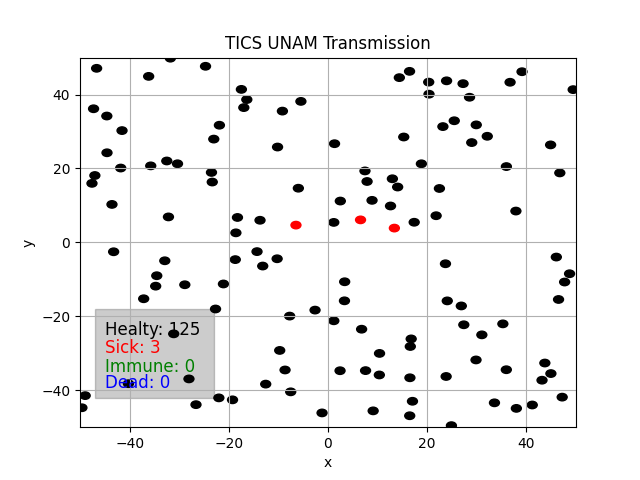 TICS UNAM Transmission
y
40
20
0
−20
−40
Healty: 125
Sick: 3
Immune: 0
Dead: 0
−40 −20 0 20 40
x